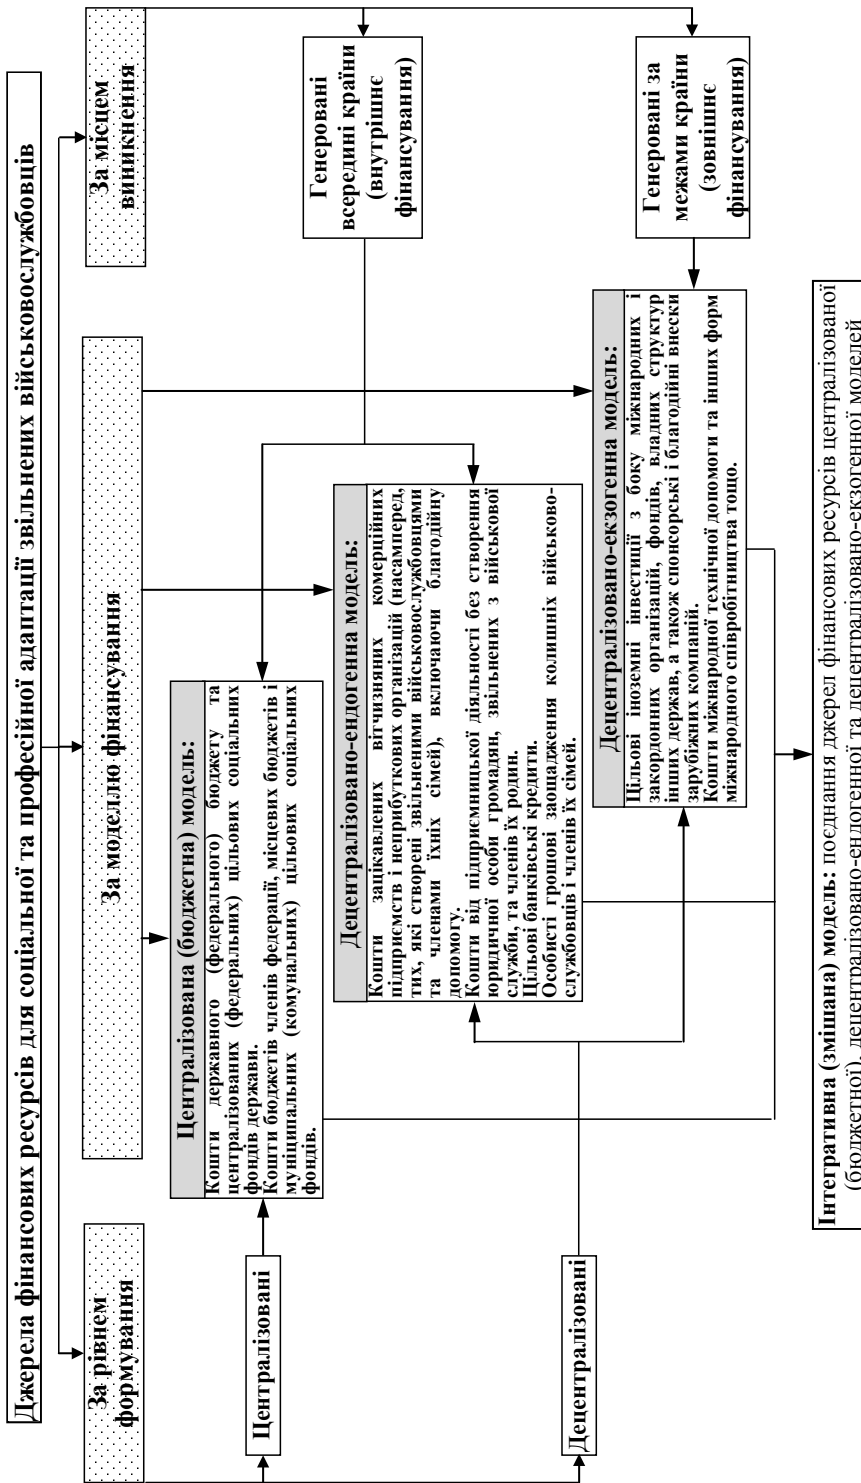 Джерела фінансових ресурсів для соціальної та професійної адаптації звільнених військовослужбовців
За рівнем
формування
За моделлю фінансування
За місцем
виникнення
Централізовані
Децентралізовані
Централізована (бюджетна) модель:
Кошти державного (федерального) бюджету та
централізованих (федеральних) цільових соціальних
фондів держави.
Кошти бюджетів членів федерації, місцевих бюджетів і
муніципальних (комунальних) цільових соціальних
фондів.
Децентралізовано-ендогенна модель:
Кошти зацікавлених вітчизняних комерційних
підприємств і неприбуткових організацій (насамперед,
тих, які створені звільненими військовослужбовцями
та членами їхніх сімей), включаючи благодійну
допомогу.
Кошти від підприємницької діяльності без створення
юридичної особи громадян, звільнених з військової
служби, та членів їх родин.
Цільові банківські кредити.
Особисті грошові заощадження колишніх військово-
службовців і членів їх сімей.
Децентралізовано-екзогенна модель:
Цільові іноземні інвестиції з боку міжнародних і
закордонних організацій, фондів, владних структур
інших держав, а також спонсорські і благодійні внески
зарубіжних компаній.
Кошти міжнародної технічної допомоги та інших форм
міжнародного співробітництва тощо.
Генеровані
всередині країни
(внутрішнє
фінансування)
Генеровані за
межами країни
(зовнішнє
фінансування)
Інтегративна (змішана) модель: поєднання джерел фінансових ресурсів централізованої
(бюджетної), децентралізовано-ендогенної та децентралізовано-екзогенної моделей